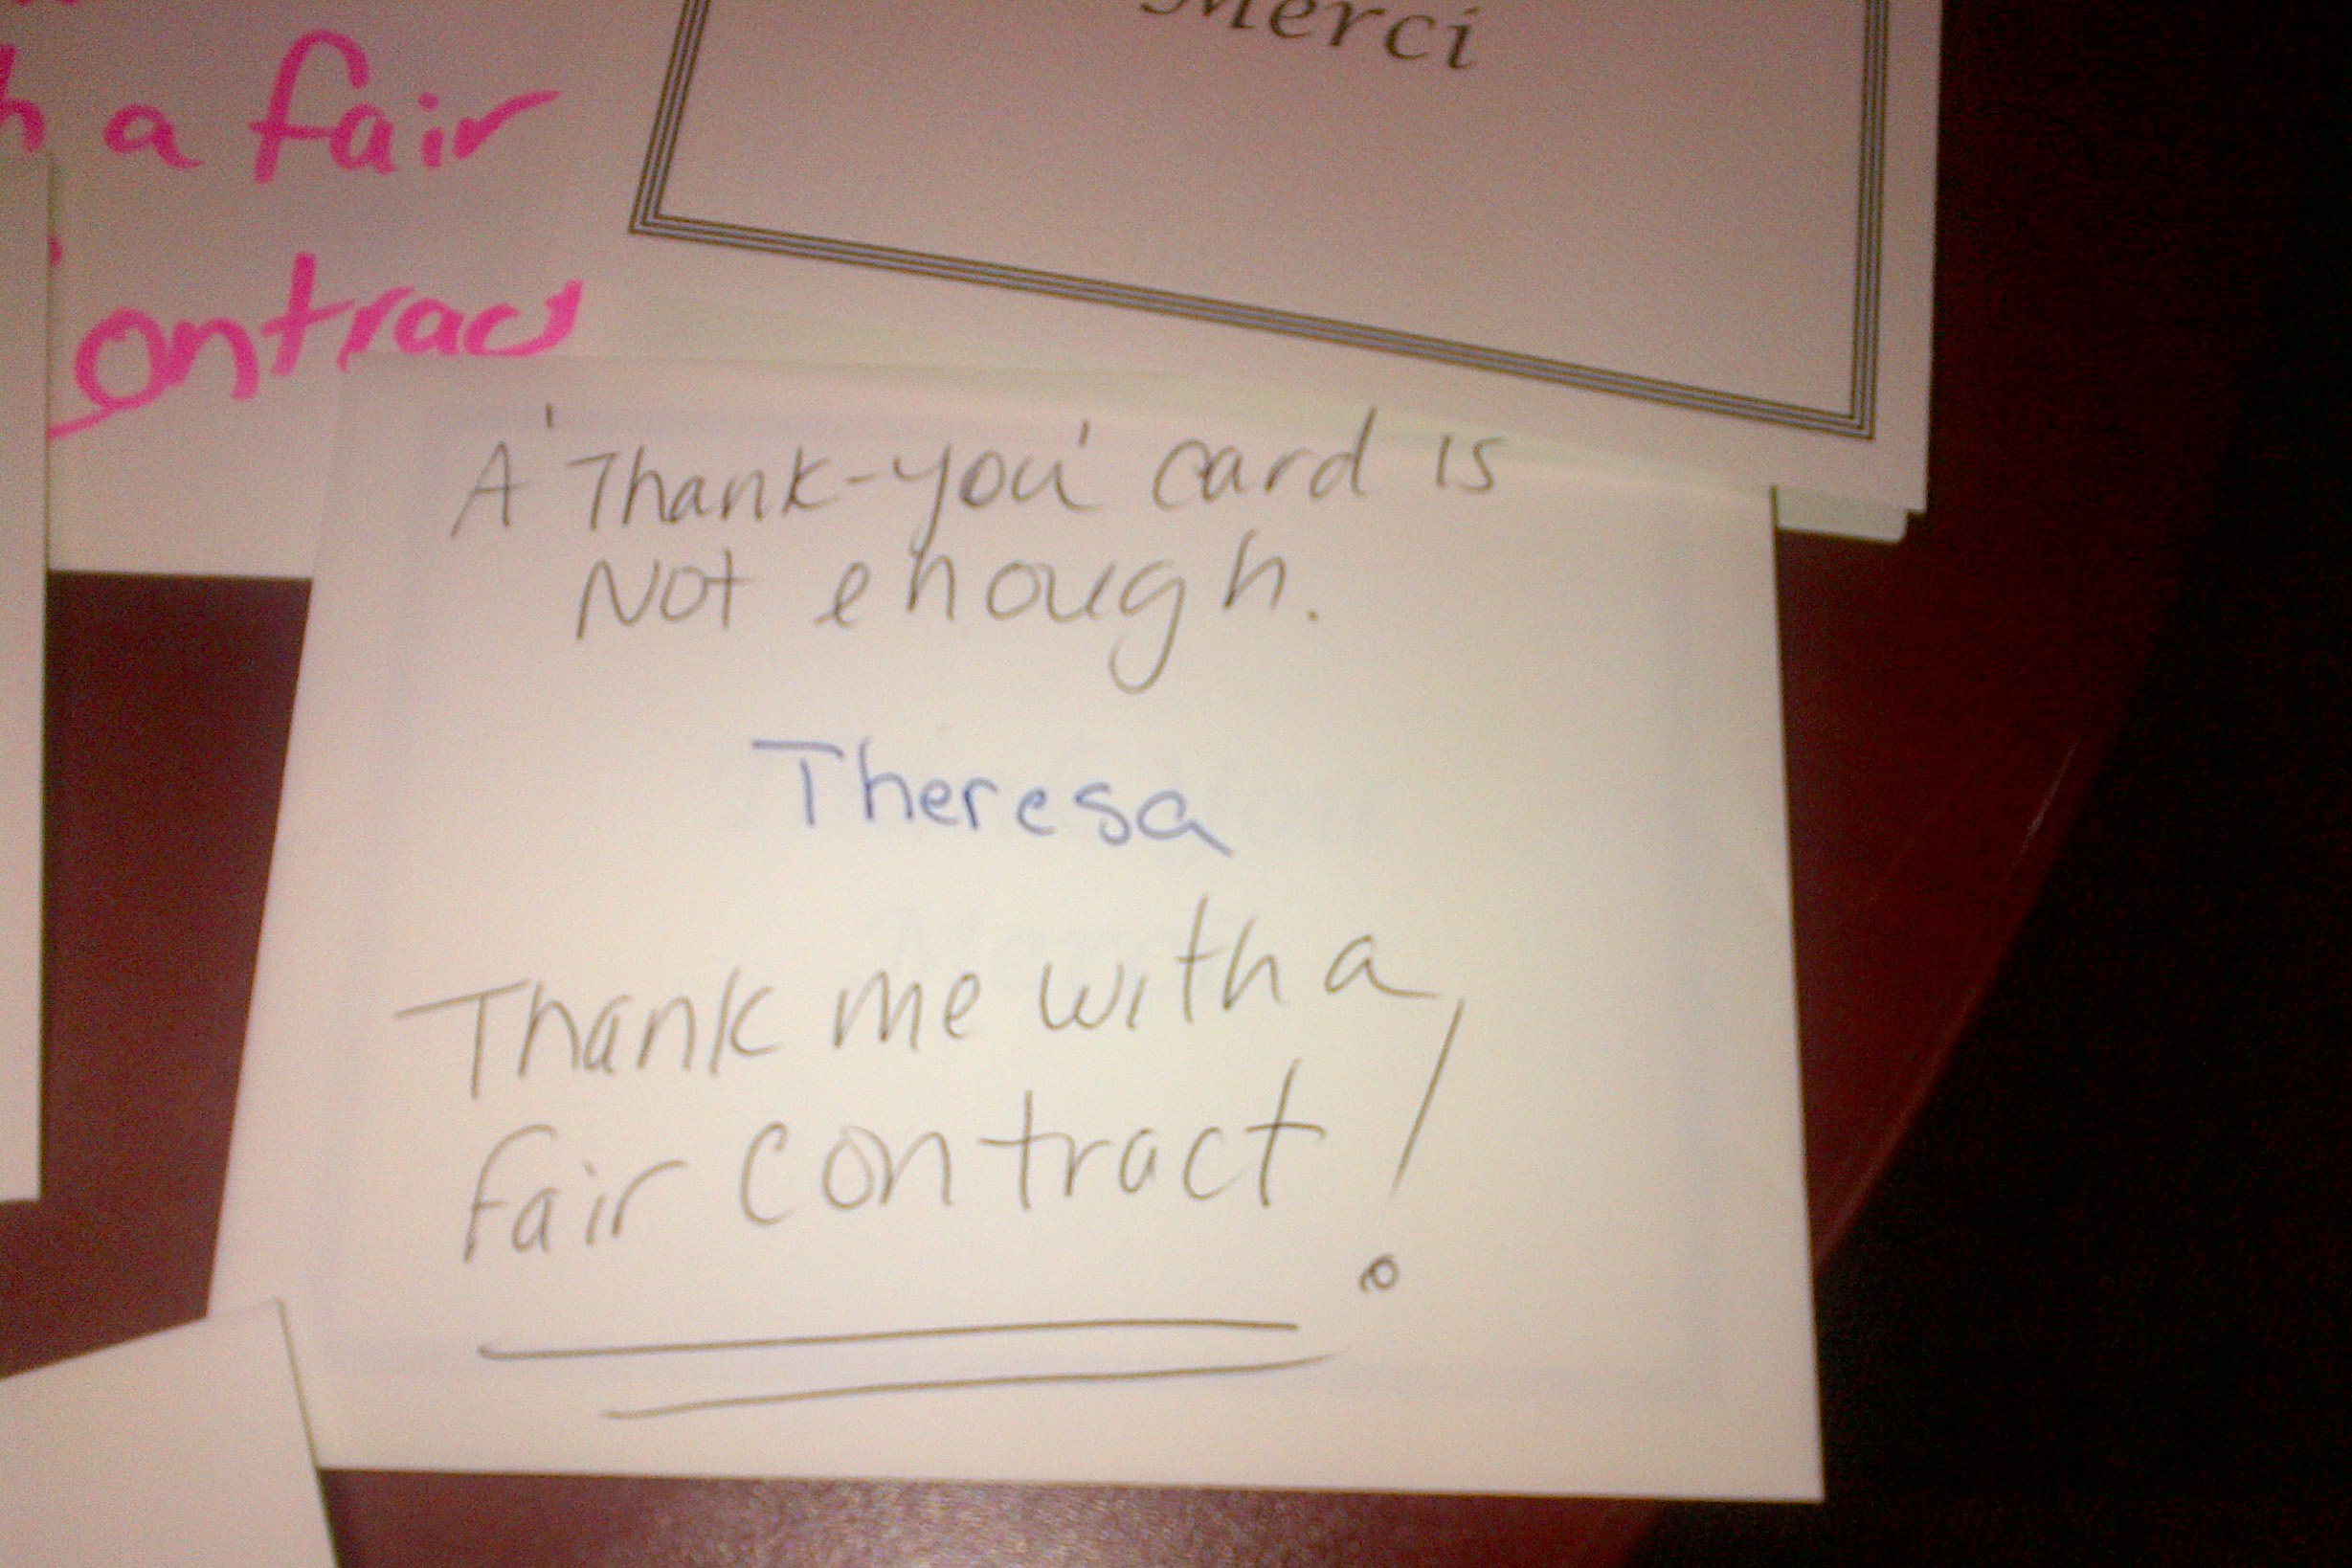 Merci
a fair
ontract
A 'Thank-you' card is
Not enough.
Theresa
Thank me with a
fair contract!